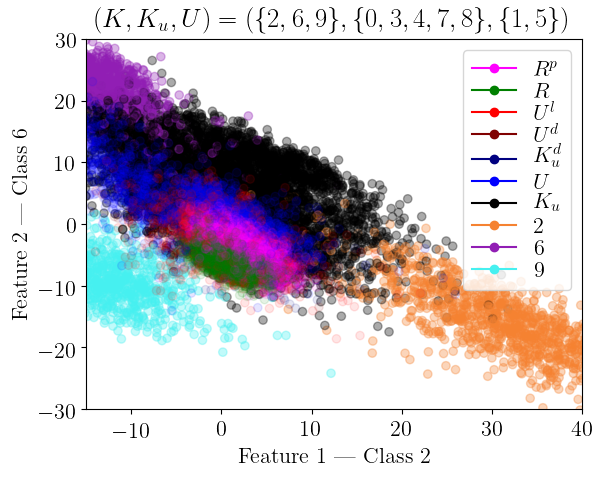 (K, K_u, U) = ({2, 6, 9}, {0, 3, 4, 7, 8}, {1, 5})
30
20
10
0
−10
−20
−30
Feature 2 — Class 6
R^p
R
U^l
U^d
K_u^d
U
K_u
2
6
9
−10
0
10
20
30
40
Feature 1 — Class 2